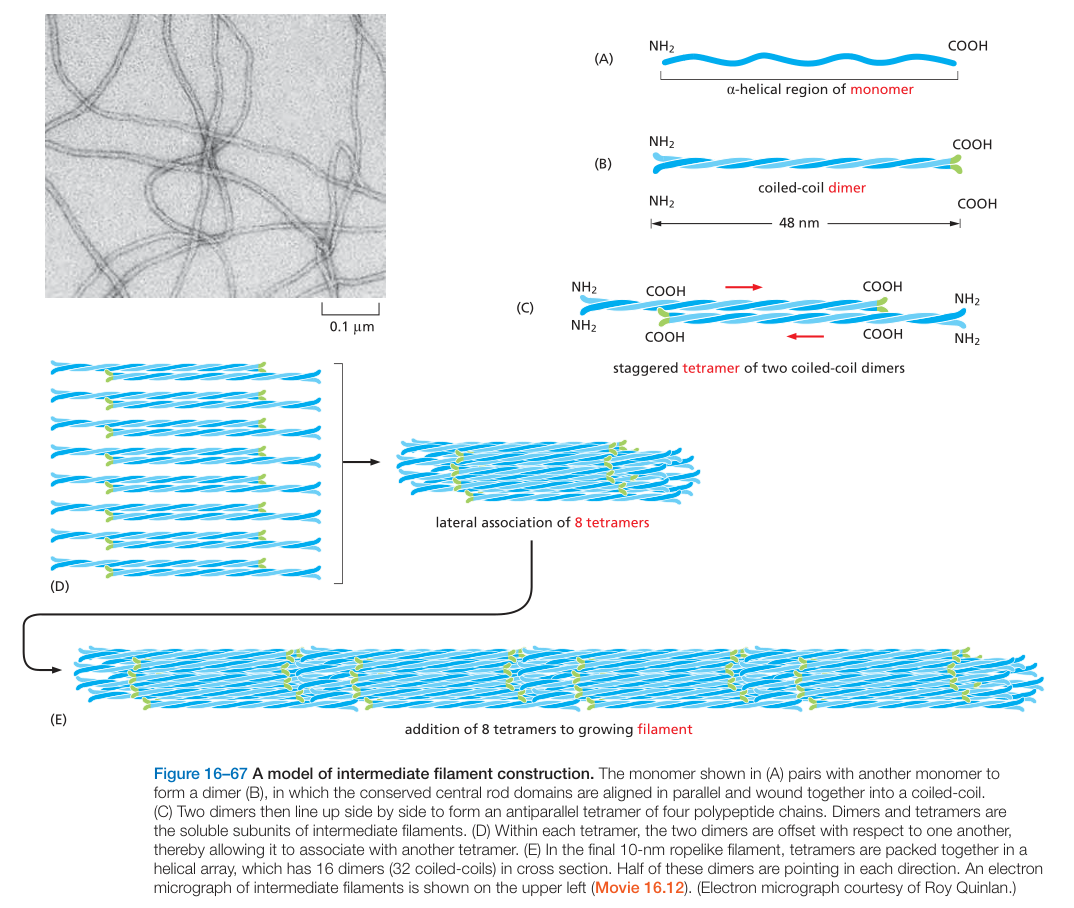 (A)
NH2
COOH
α-helical region of monomer
(B)
NH2
COOH
coiled-coil dimer
NH2
COOH
48 nm
0.1 μm
(C)
NH2
COOH
COOH
NH2
NH2
COOH
COOH
NH2
staggered tetramer of two coiled-coil dimers
lateral association of 8 tetramers
(D)
(E)
addition of 8 tetramers to growing filament
Figure 16–67 A model of intermediate filament construction. The monomer shown in (A) pairs with another monomer to
form a dimer (B), in which the conserved central rod domains are aligned in parallel and wound together into a coiled-coil.
(C) Two dimers then line up side by side to form an antiparallel tetramer of four polypeptide chains. Dimers and tetramers are
the soluble subunits of intermediate filaments. (D) Within each tetramer, the two dimers are offset with respect to one another,
thereby allowing it to associate with another tetramer. (E) In the final 10-nm ropelike filament, tetramers are packed together in a
helical array, which has 16 dimers (32 coiled-coils) in cross section. Half of these dimers are pointing in each direction. An electron
micrograph of intermediate filaments is shown on the upper left (Movie 16.12). (Electron micrograph courtesy of Roy Quinlan.)